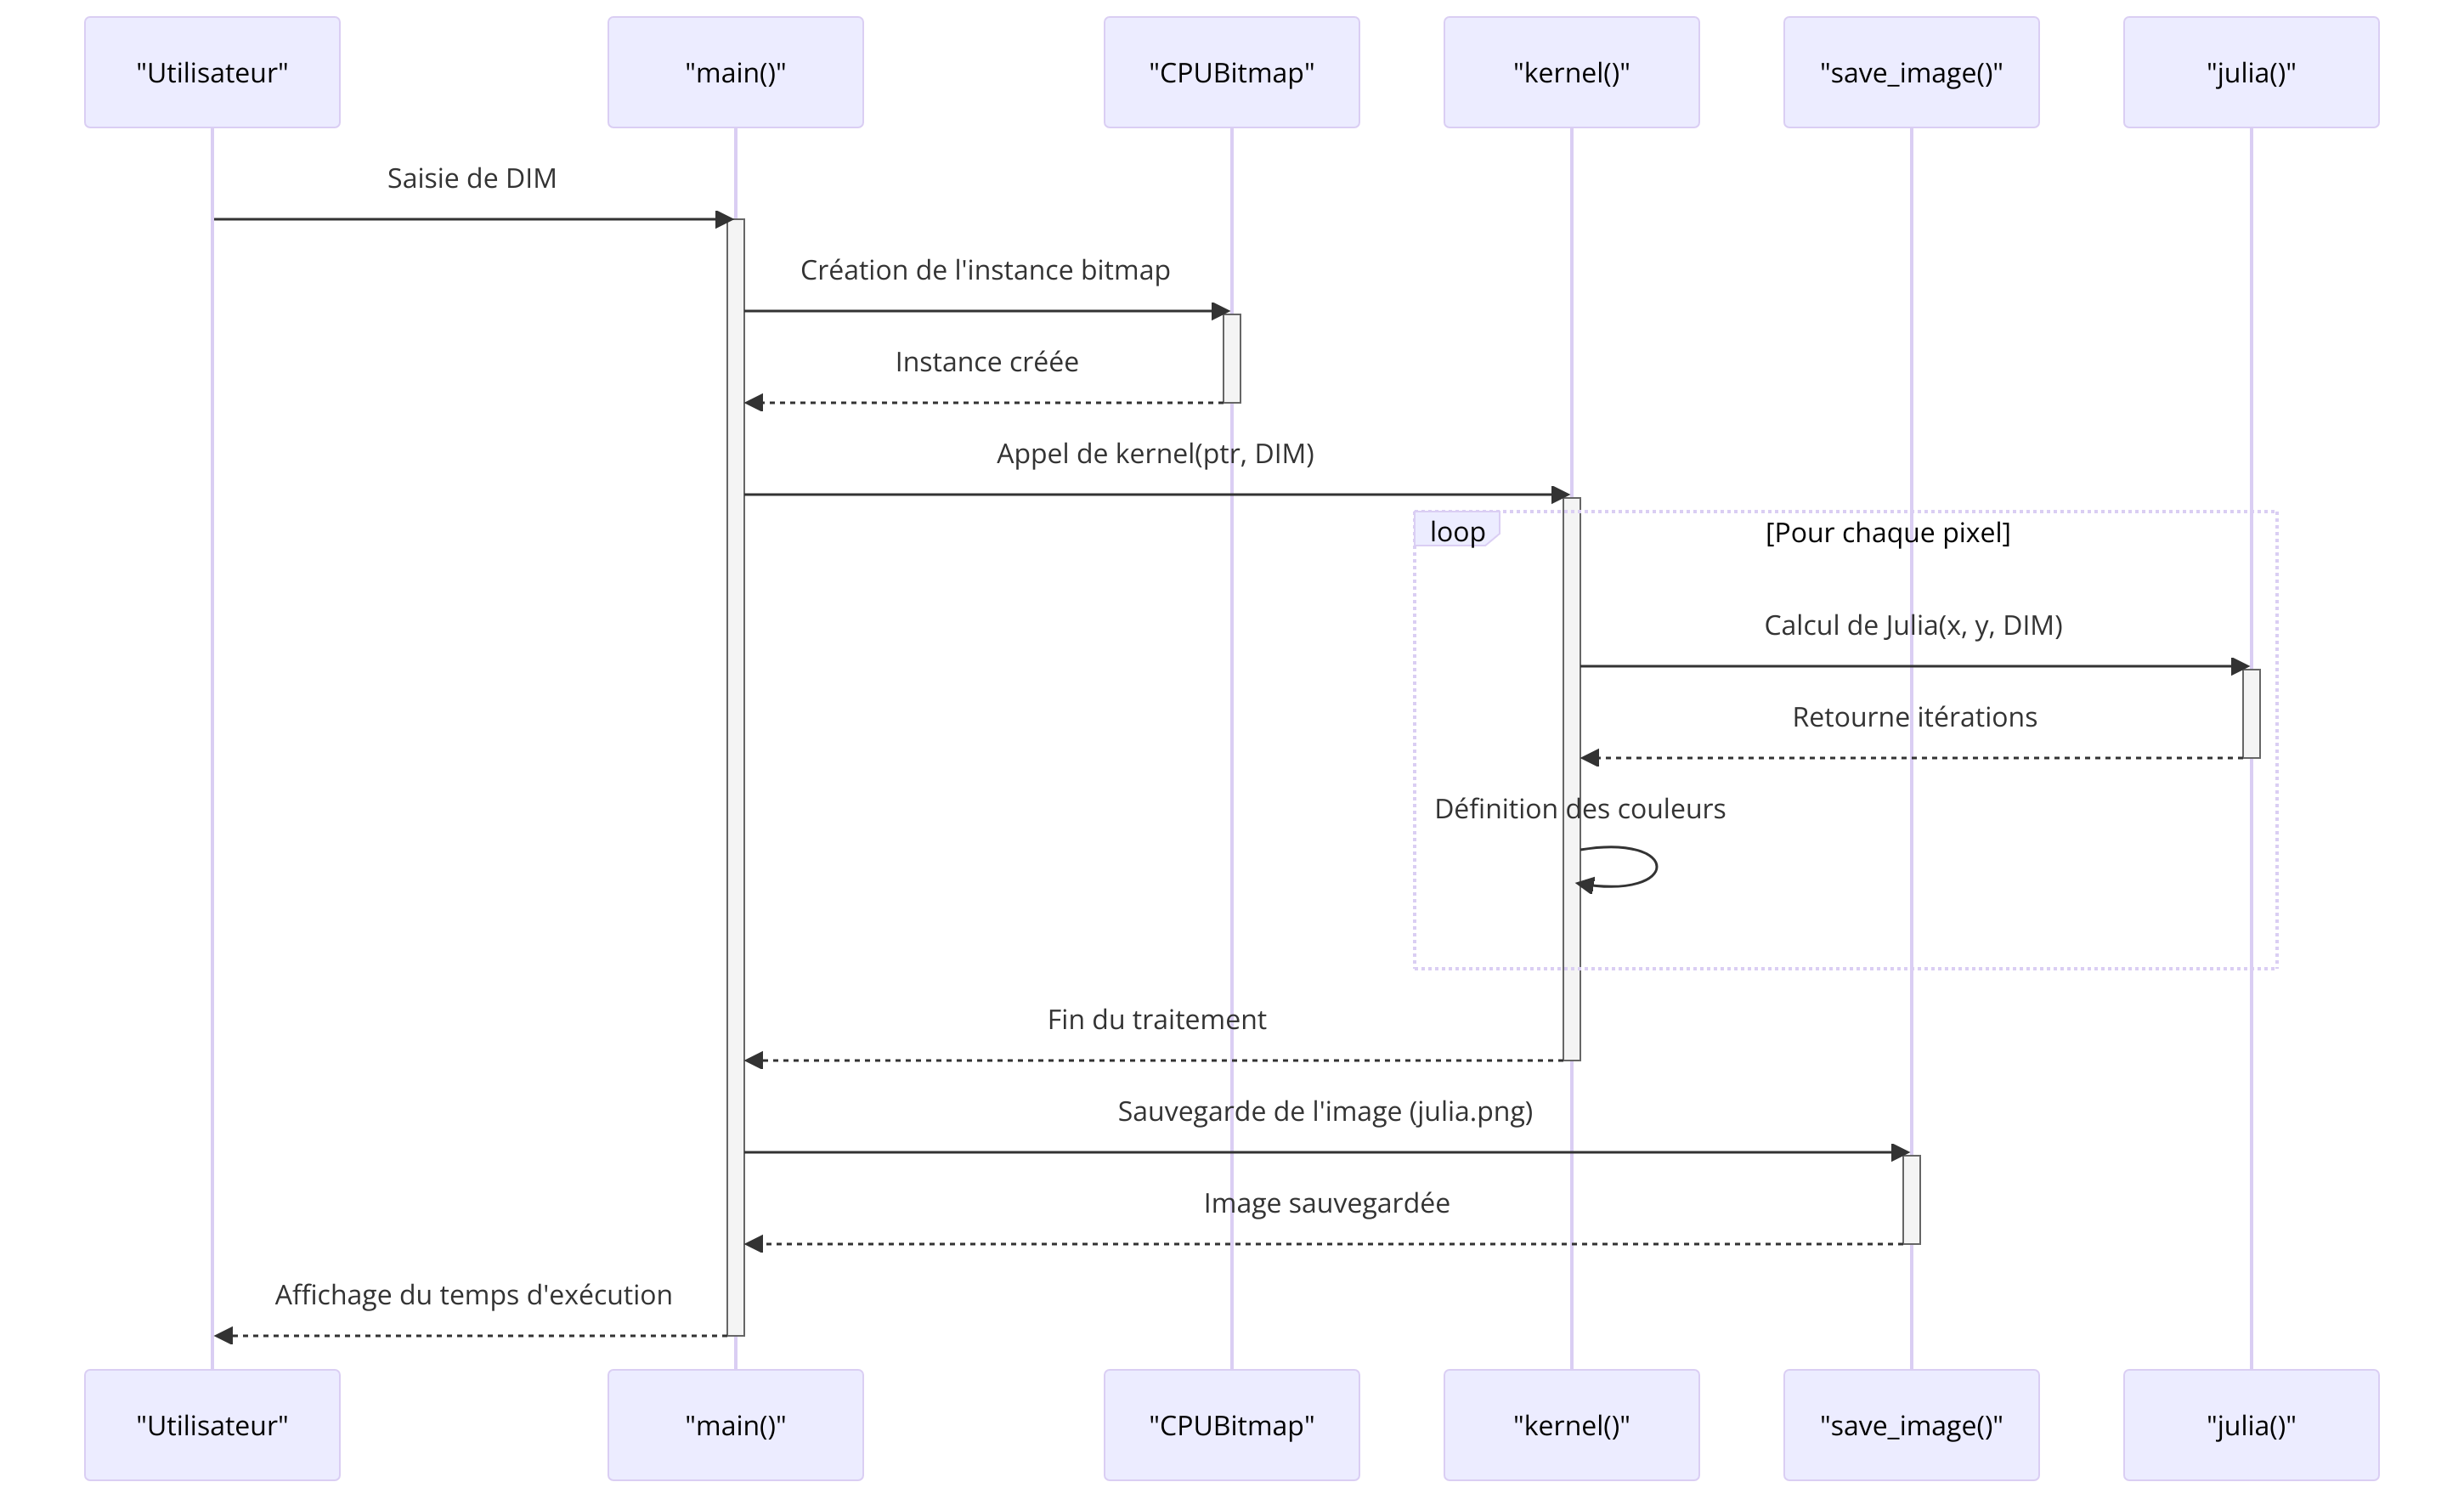 "Utilisateur" "main()" "CPUBitmap" "kernel()" "save_image()" "julia()"
Saisie de DIM
Création de l'instance bitmap
Instance créée
Appel de kernel(ptr, DIM)
loop [Pour chaque pixel]
Calcul de Julia(x, y, DIM)
Retourne itérations
Définition des couleurs
Fin du traitement
Sauvegarde de l'image (julia.png)
Image sauvegardée
Affichage du temps d'exécution
"Utilisateur" "main()" "CPUBitmap" "kernel()" "save_image()" "julia()"